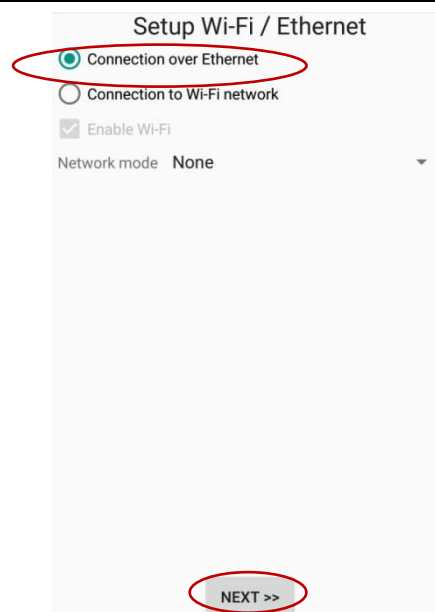 Setup Wi-Fi / Ethernet
Connection over Ethernet
Connection to Wi-Fi network
Enable Wi-Fi
Network mode None
NEXT >>